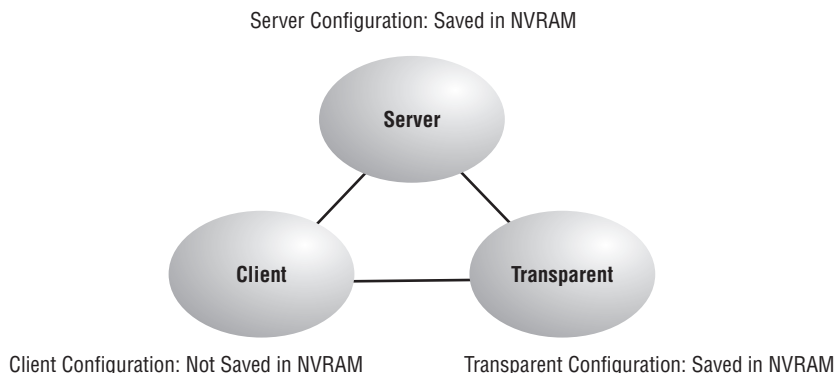 Server Configuration: Saved in NVRAM
Server
Client
Transparent
Client Configuration: Not Saved in NVRAM
Transparent Configuration: Saved in NVRAM